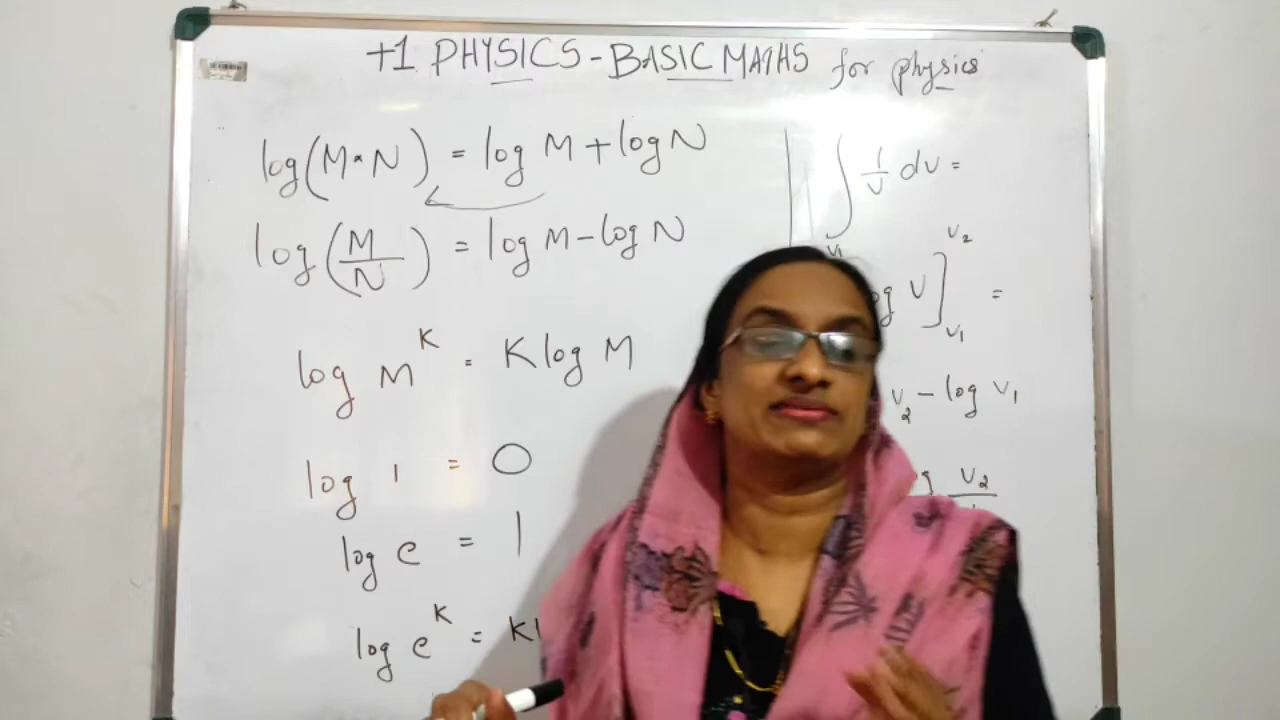 +1 PHYSICS - BASIC MATHS for physics
log(M×N) = log M + log N
log(M/N) = log M - log N
log M^K = K log M
log 1 = 0
log e = 1
log e^K = K
∫ 1/v dv =
V]
v2
v1
=
v2 - log v1
v2